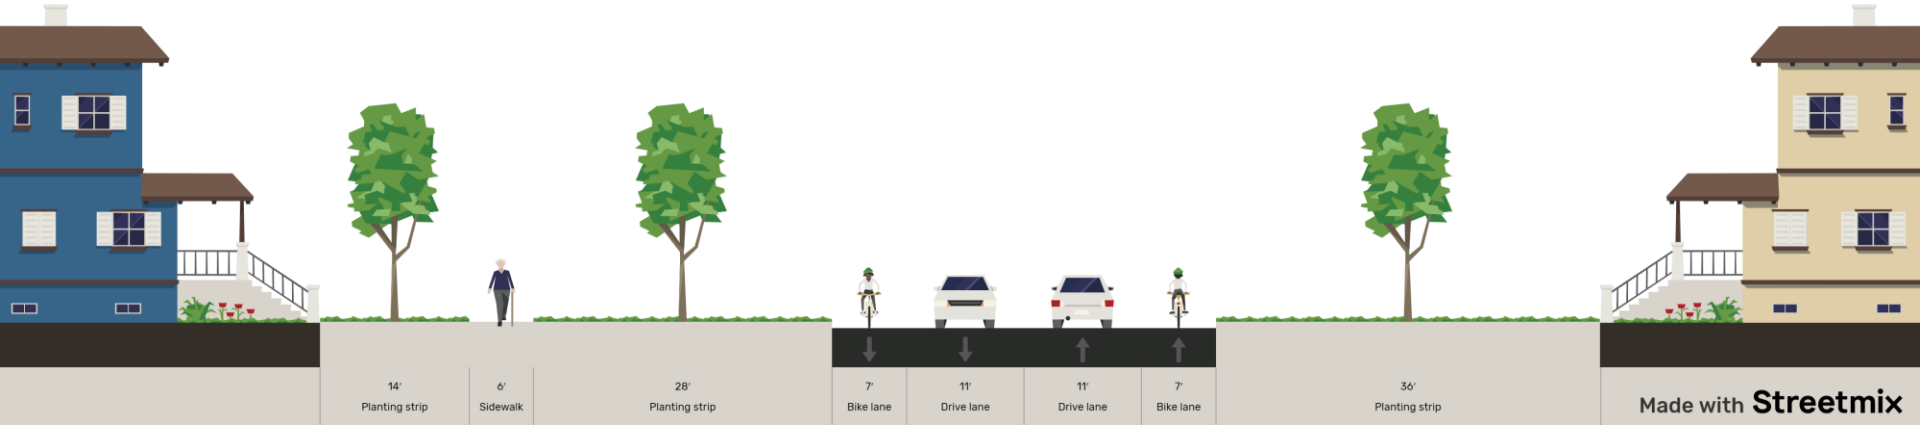 14′
Planting strip
6′
Sidewalk
28′
Planting strip
7′
Bike lane
11′
Drive lane
11′
Drive lane
7′
Bike lane
36′
Planting strip
Made with Streetmix